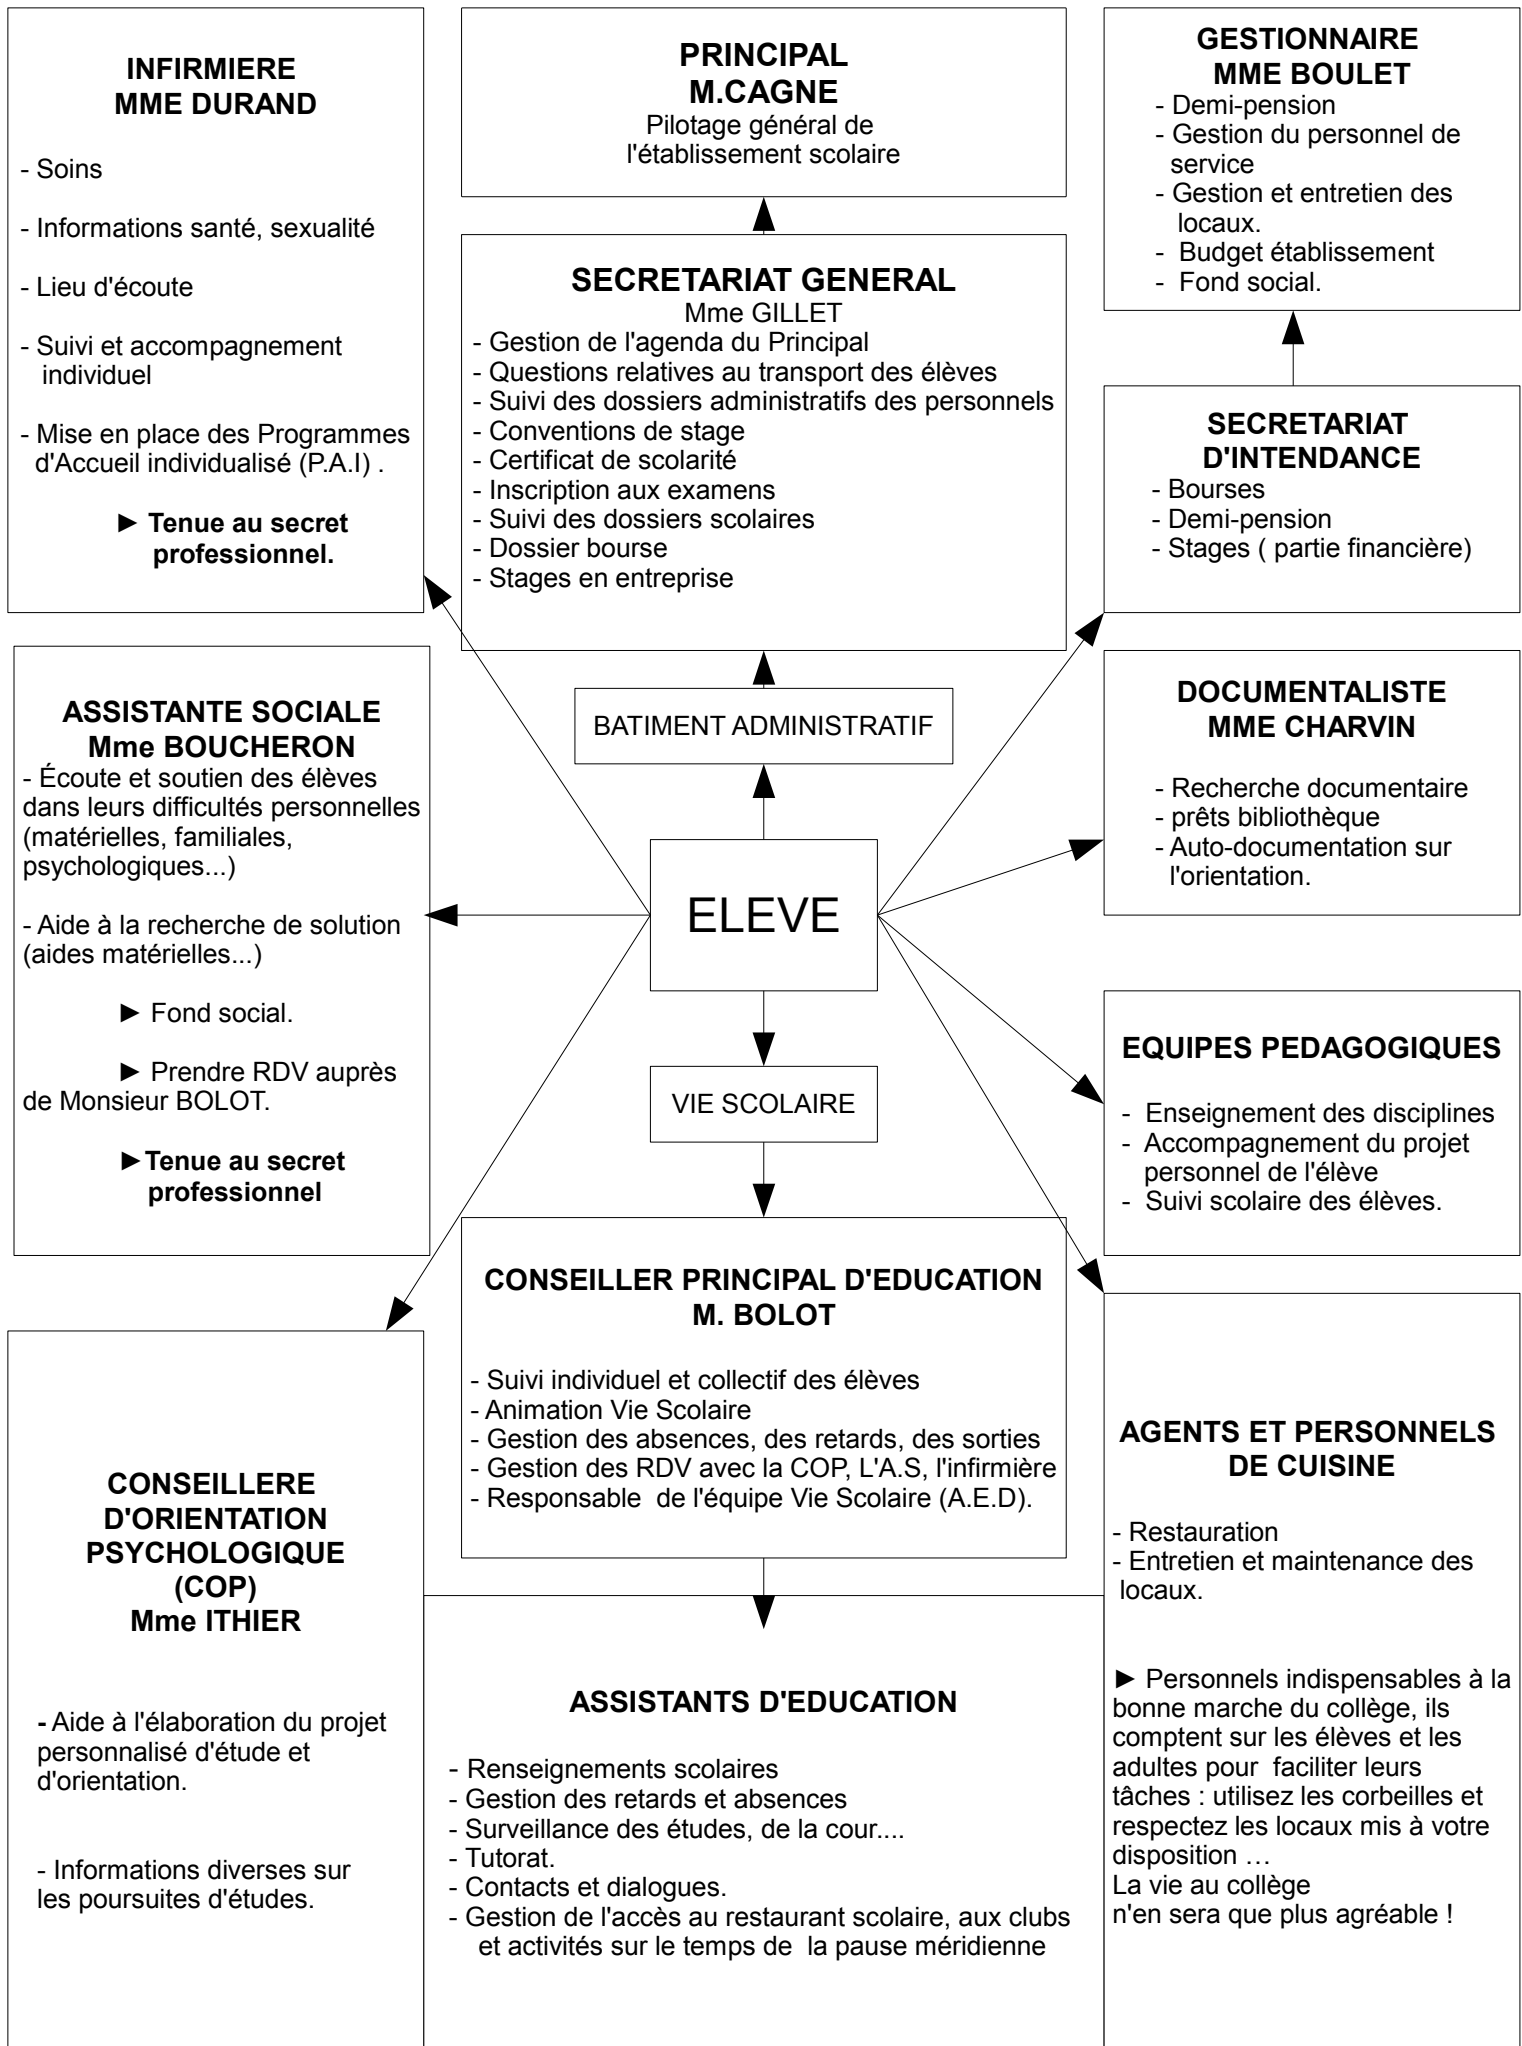 INFIRMIERE
MME DURAND
- Soins
- Informations santé, sexualité
- Lieu d'écoute
- Suivi et accompagnement
individuel
- Mise en place des Programmes
d'Accueil individualisé (P.A.I) .
► Tenue au secret
professionnel.
PRINCIPAL
M.CAGNE
Pilotage général de
l'établissement scolaire
GESTIONNAIRE
MME BOULET
- Demi-pension
- Gestion du personnel de
service
- Gestion et entretien des
locaux.
- Budget établissement
- Fond social.
SECRETARIAT GENERAL
Mme GILLET
- Gestion de l'agenda du Principal
- Questions relatives au transport des élèves
- Suivi des dossiers administratifs des personnels
- Conventions de stage
- Certificat de scolarité
- Inscription aux examens
- Suivi des dossiers scolaires
- Dossier bourse
- Stages en entreprise
SECRETARIAT
D'INTENDANCE
- Bourses
- Demi-pension
- Stages ( partie financière)
ASSISTANTE SOCIALE
Mme BOUCHERON
- Écoute et soutien des élèves
dans leurs difficultés personnelles
(matérielles, familiales,
psychologiques...)
- Aide à la recherche de solution
(aides matérielles...)
► Fond social.
► Prendre RDV auprès
de Monsieur BOLOT.
►Tenue au secret
professionnel
BATIMENT ADMINISTRATIF
DOCUMENTALISTE
MME CHARVIN
- Recherche documentaire
- prêts bibliothèque
- Auto-documentation sur
l'orientation.
ELEVE
VIE SCOLAIRE
EQUIPES PEDAGOGIQUES
- Enseignement des disciplines
- Accompagnement du projet
personnel de l'élève
- Suivi scolaire des élèves.
CONSEILLER PRINCIPAL D'EDUCATION
M. BOLOT
- Suivi individuel et collectif des élèves
- Animation Vie Scolaire
- Gestion des absences, des retards, des sorties
- Gestion des RDV avec la COP, L'A.S, l'infirmière
- Responsable de l'équipe Vie Scolaire (A.E.D).
CONSEILLERE
D'ORIENTATION
PSYCHOLOGIQUE
(COP)
Mme ITHIER
- Aide à l'élaboration du projet
personnalisé d'étude et
d'orientation.
- Informations diverses sur
les poursuites d'études.
ASSISTANTS D'EDUCATION
- Renseignements scolaires
- Gestion des retards et absences
- Surveillance des études, de la cour....
- Tutorat.
- Contacts et dialogues.
- Gestion de l'accès au restaurant scolaire, aux clubs
et activités sur le temps de la pause méridienne
AGENTS ET PERSONNELS
DE CUISINE
- Restauration
- Entretien et maintenance des
locaux.
► Personnels indispensables à la
bonne marche du collège, ils
comptent sur les élèves et les
adultes pour faciliter leurs
tâches : utilisez les corbeilles et
respectez les locaux mis à votre
disposition …
La vie au collège
n'en sera que plus agréable !